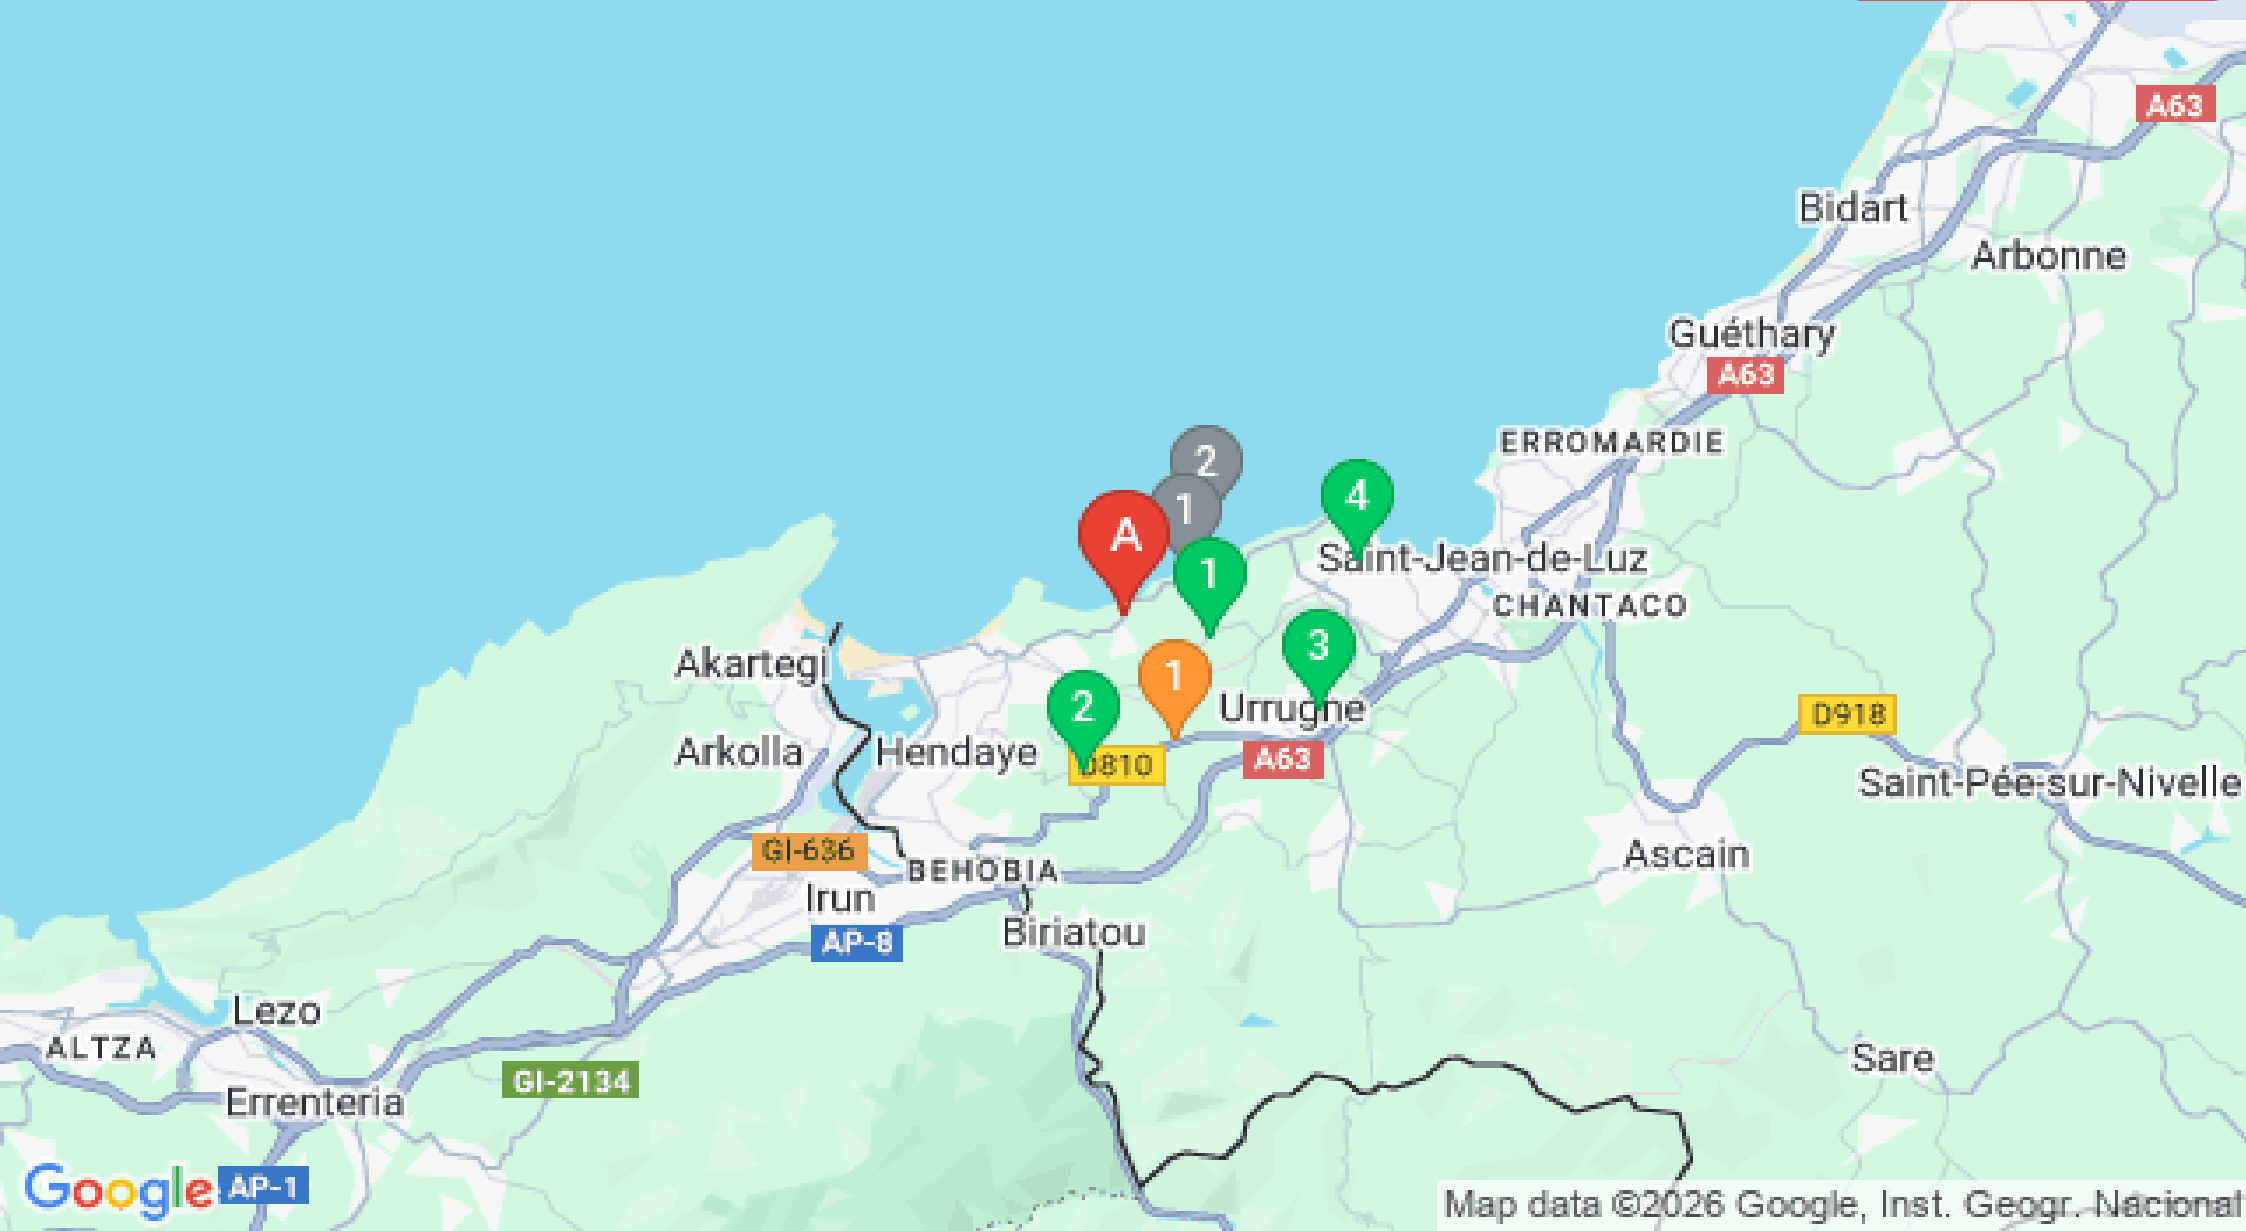 A63
Bidart
Arbonne
Guéthary
A63
ERROMARDIE
2
1
4
A
1
Saint-Jean-de-Luz
CHANTACO
3
Akartegi
1
2
Urrugne
D918
Arkolla
Hendaye
D810
A63
Saint-Pée-sur-Nivelle
GI-636
BEHOBIA
Ascain
Irun
AP-8
Biriatou
Lezo
ALTZA
Sare
GI-2134
Errenteria
Google
AP-1
Map data ©2026 Google, Inst. Geogr. Nacional